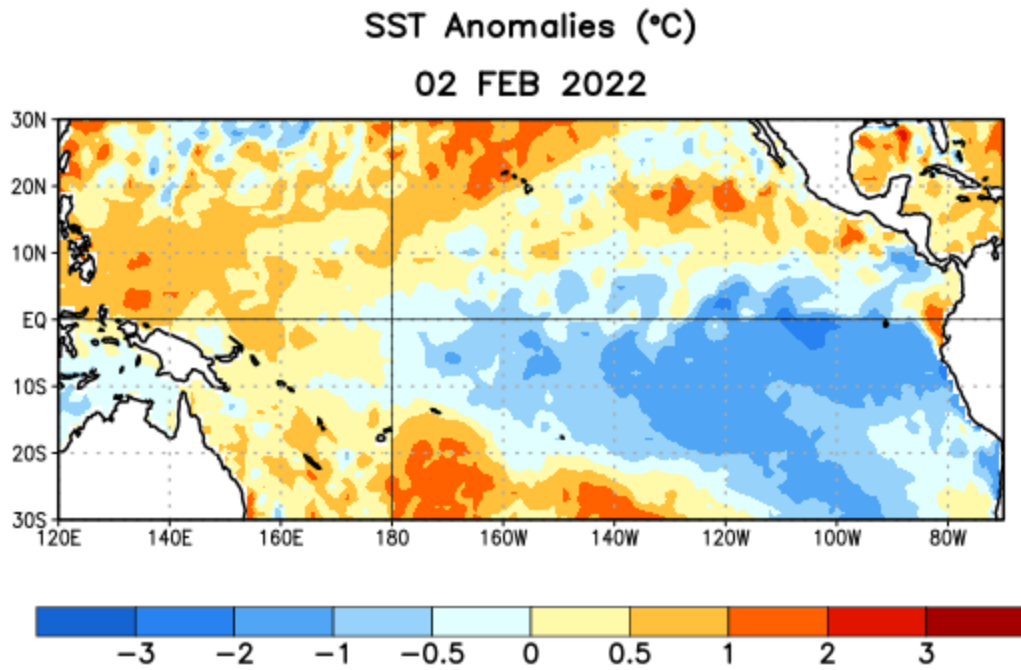 SST Anomalies (°C)
02 FEB 2022
30N
20N
10N
EQ
10S
20S
30S
120E 140E 160E 180 160W 140W 120W 100W 80W
-3 -2 -1 -0.5 0 0.5 1 2 3